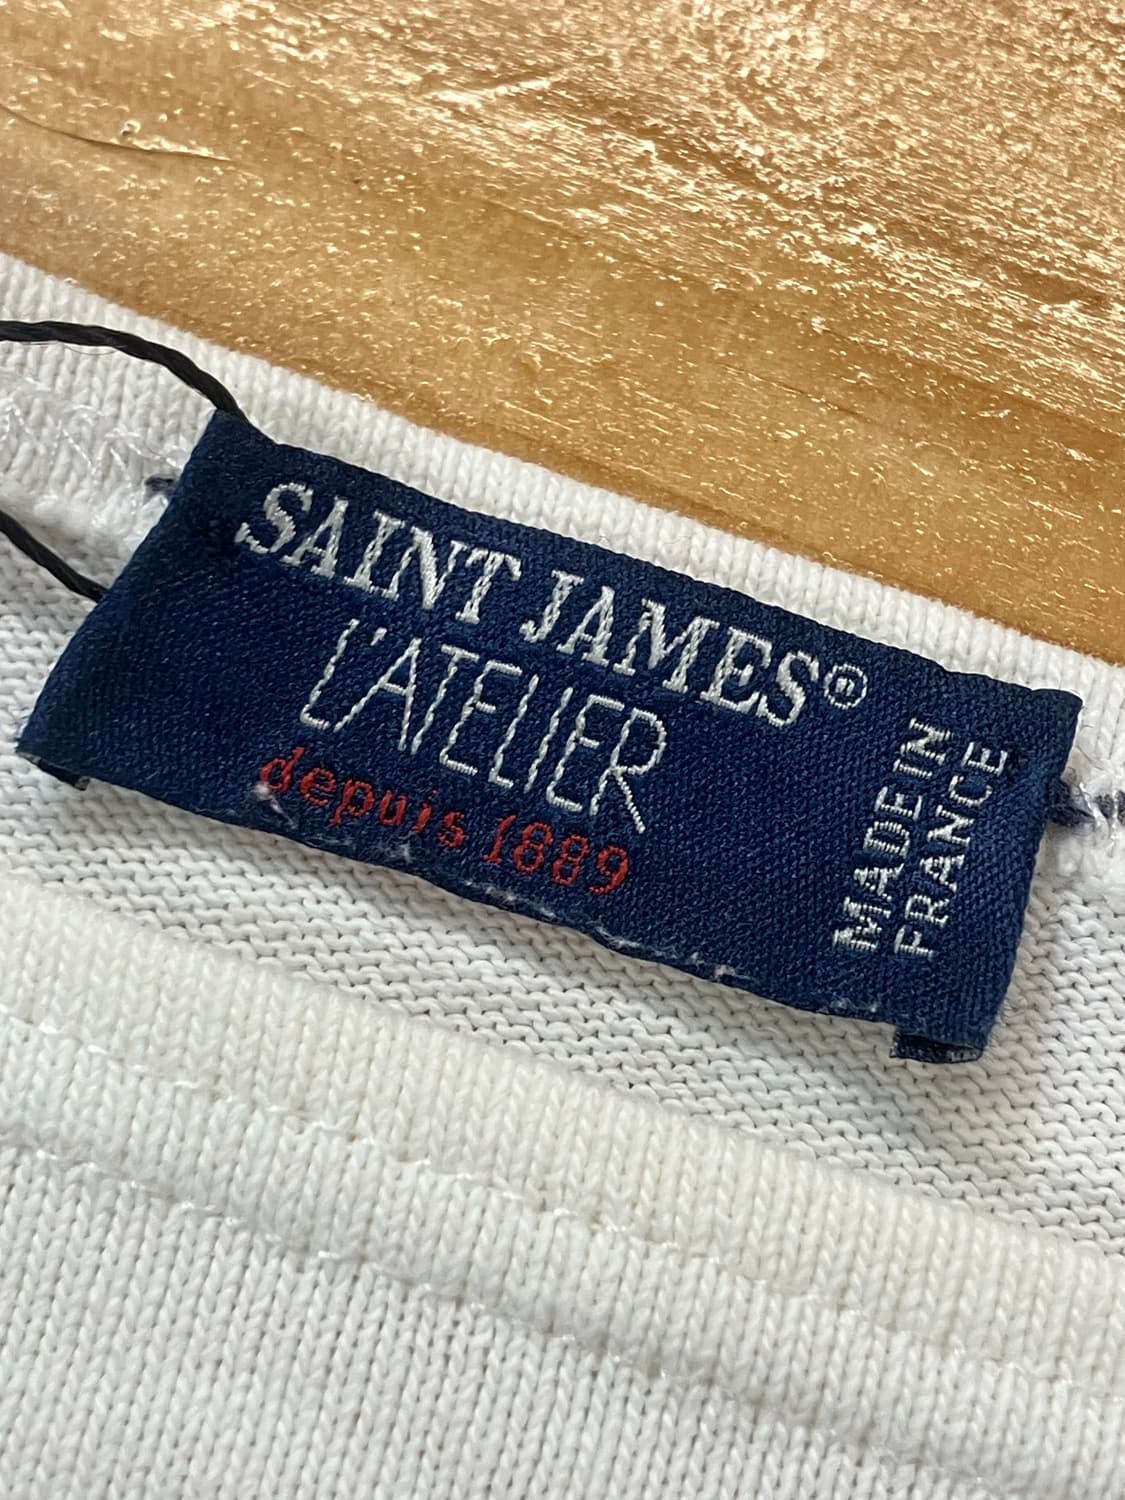 SAINT JAMES®
L'ATELIER
depuis 1889
MADE IN
FRANCE